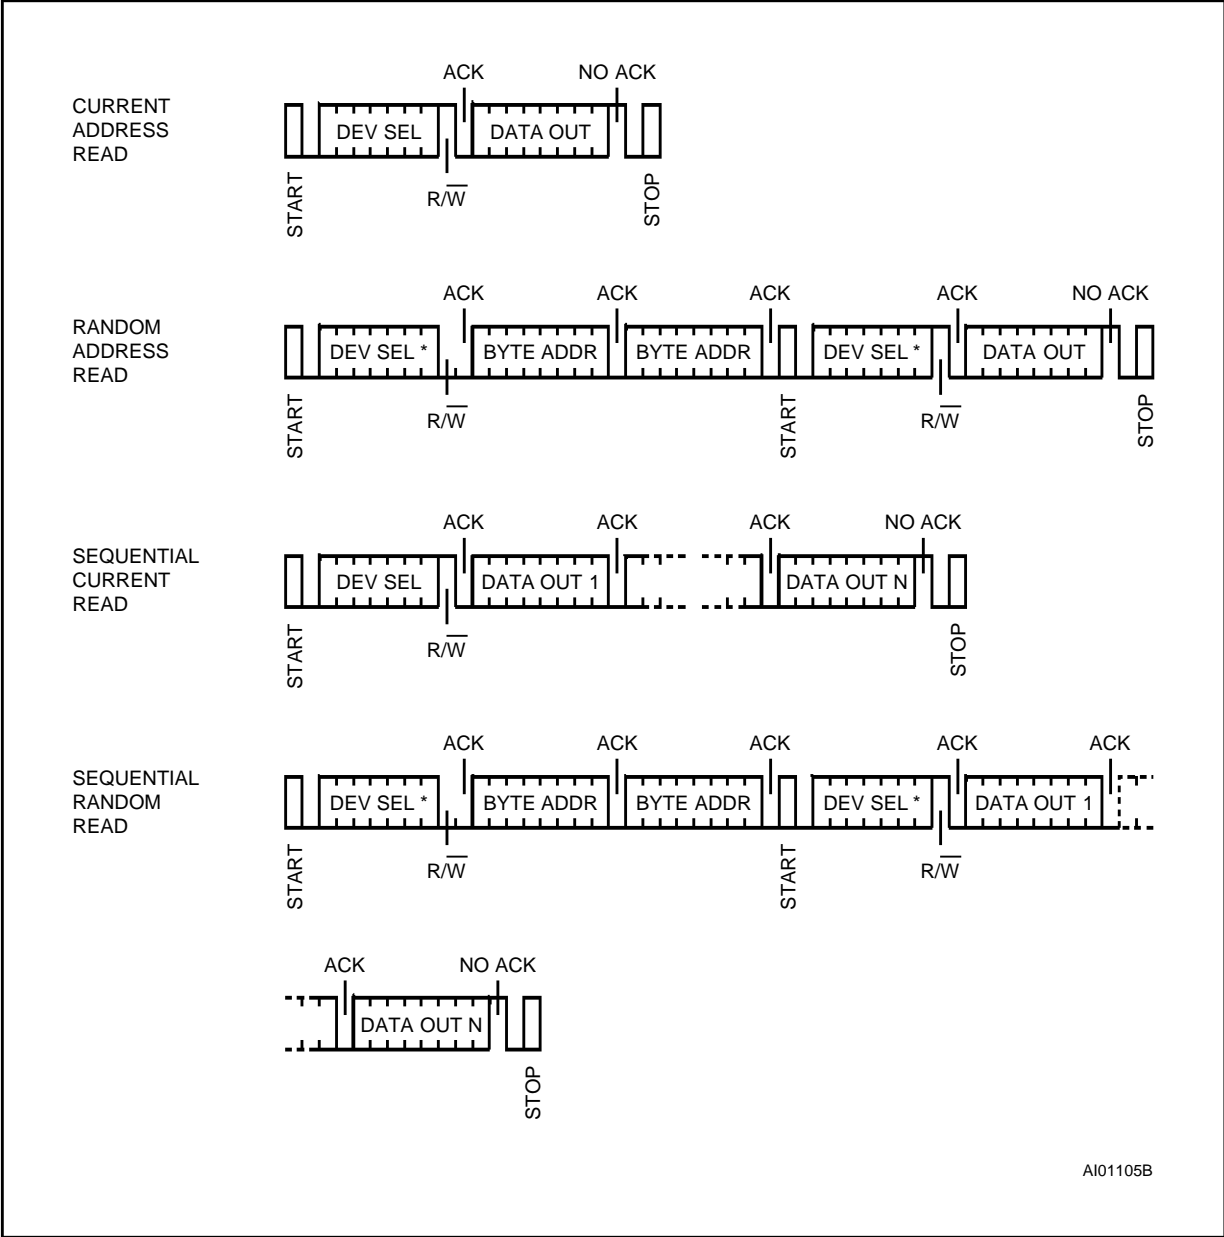 ACK NO ACK
CURRENT
ADDRESS
READ
DEV SEL DATA OUT
R/W̅
START STOP
ACK ACK ACK ACK NO ACK
RANDOM
ADDRESS
READ
DEV SEL * BYTE ADDR BYTE ADDR DEV SEL * DATA OUT
R/W̅ R/W̅
START START STOP
ACK ACK ACK NO ACK
SEQUENTIAL
CURRENT
READ
DEV SEL DATA OUT 1 DATA OUT N
R/W̅
START STOP
ACK ACK ACK ACK ACK
SEQUENTIAL
RANDOM
READ
DEV SEL * BYTE ADDR BYTE ADDR DEV SEL * DATA OUT 1
R/W̅ R/W̅
START START
ACK NO ACK
DATA OUT N
STOP
AI01105B